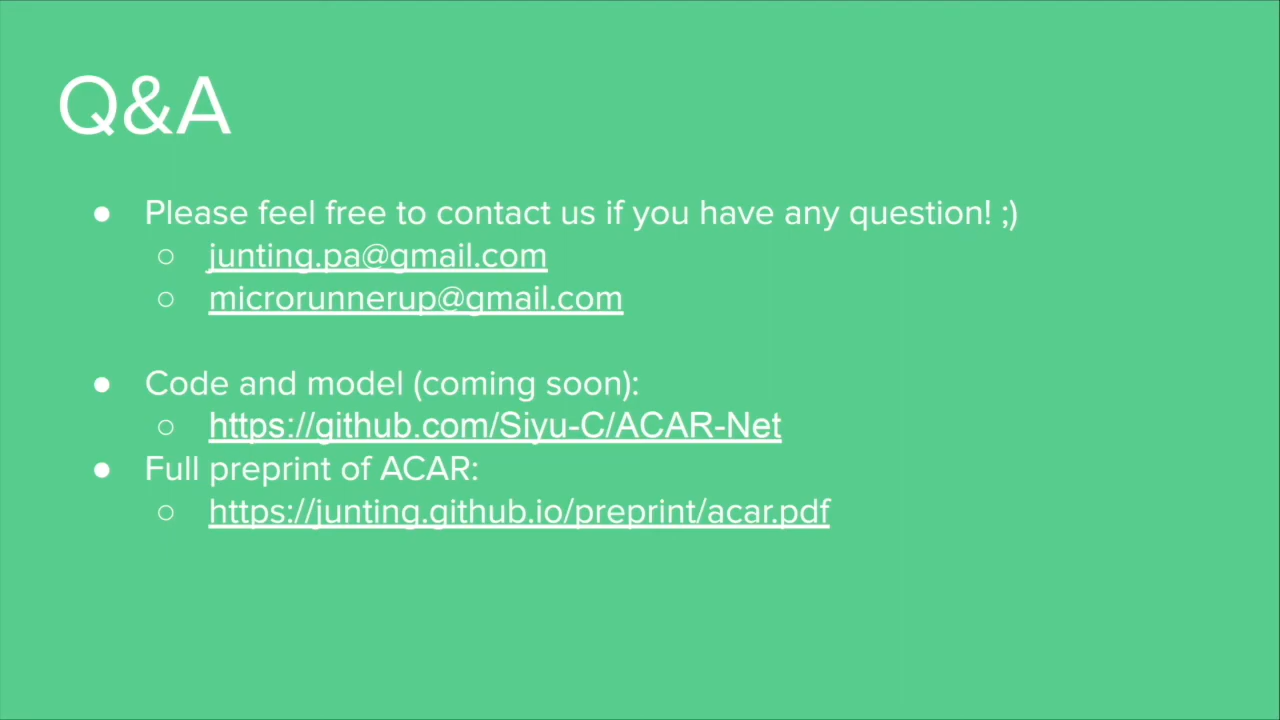 Q&A
● Please feel free to contact us if you have any question! ;)
○ junting.pa@gmail.com
○ microrunnerup@gmail.com
● Code and model (coming soon):
○ https://github.com/Siyu-C/ACAR-Net
● Full preprint of ACAR:
○ https://junting.github.io/preprint/acar.pdf